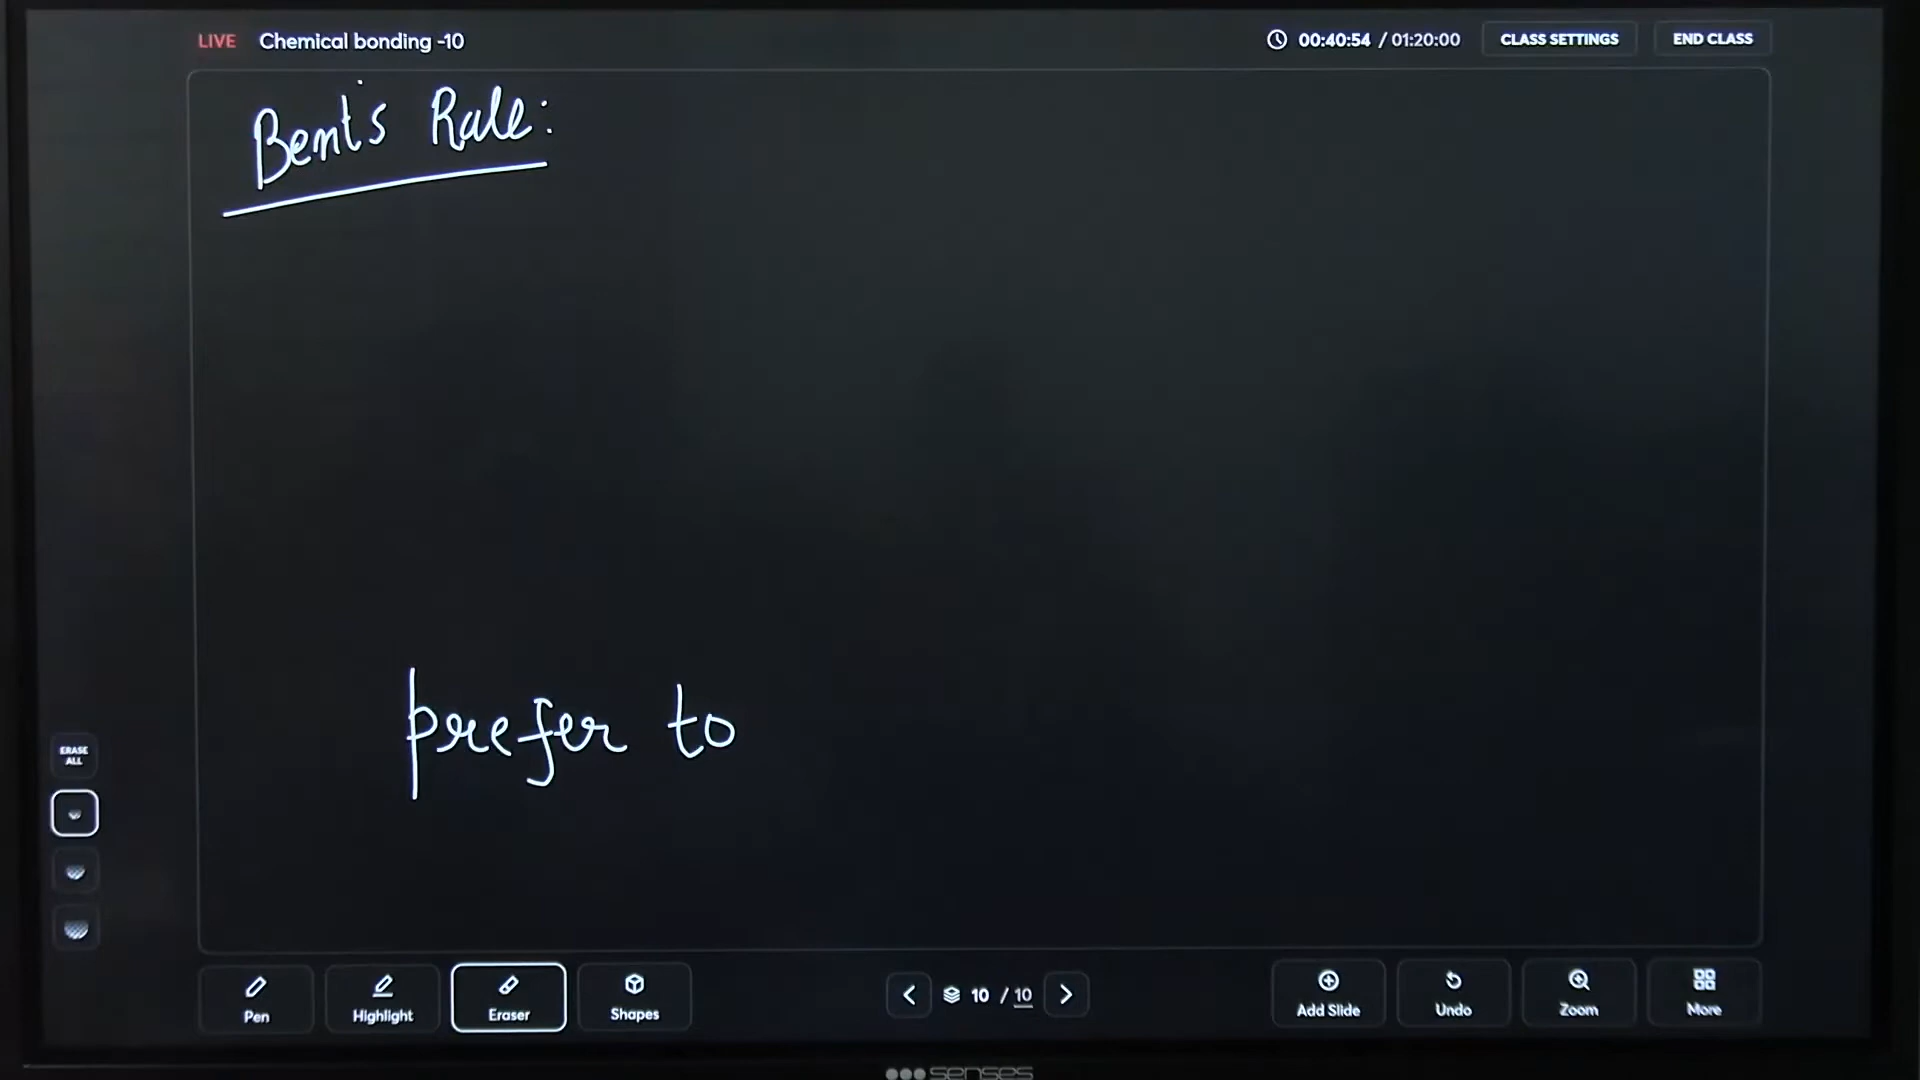 LIVE Chemical bonding -10 00:40:54 / 01:20:00 CLASS SETTINGS END CLASS
Bent's Rule:
prefer to
ERASE
ALL
Pen Highlight Eraser Shapes 10 / 10 Add Slide Undo Zoom More
senses